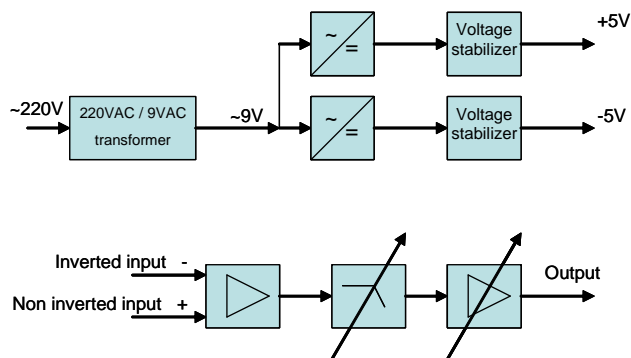 +5V
~
=
Voltage
stabilizer
~220V
220VAC / 9VAC
transformer
~9V
~
=
Voltage
stabilizer
-5V
Inverted input -
Non inverted input +
Output